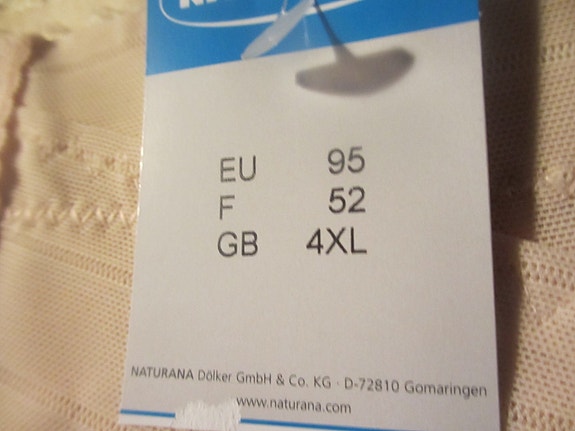 EU 95
F 52
GB 4XL
NATURANA Dölker GmbH & Co. KG · D-72810 Gomaringen
www.naturana.com